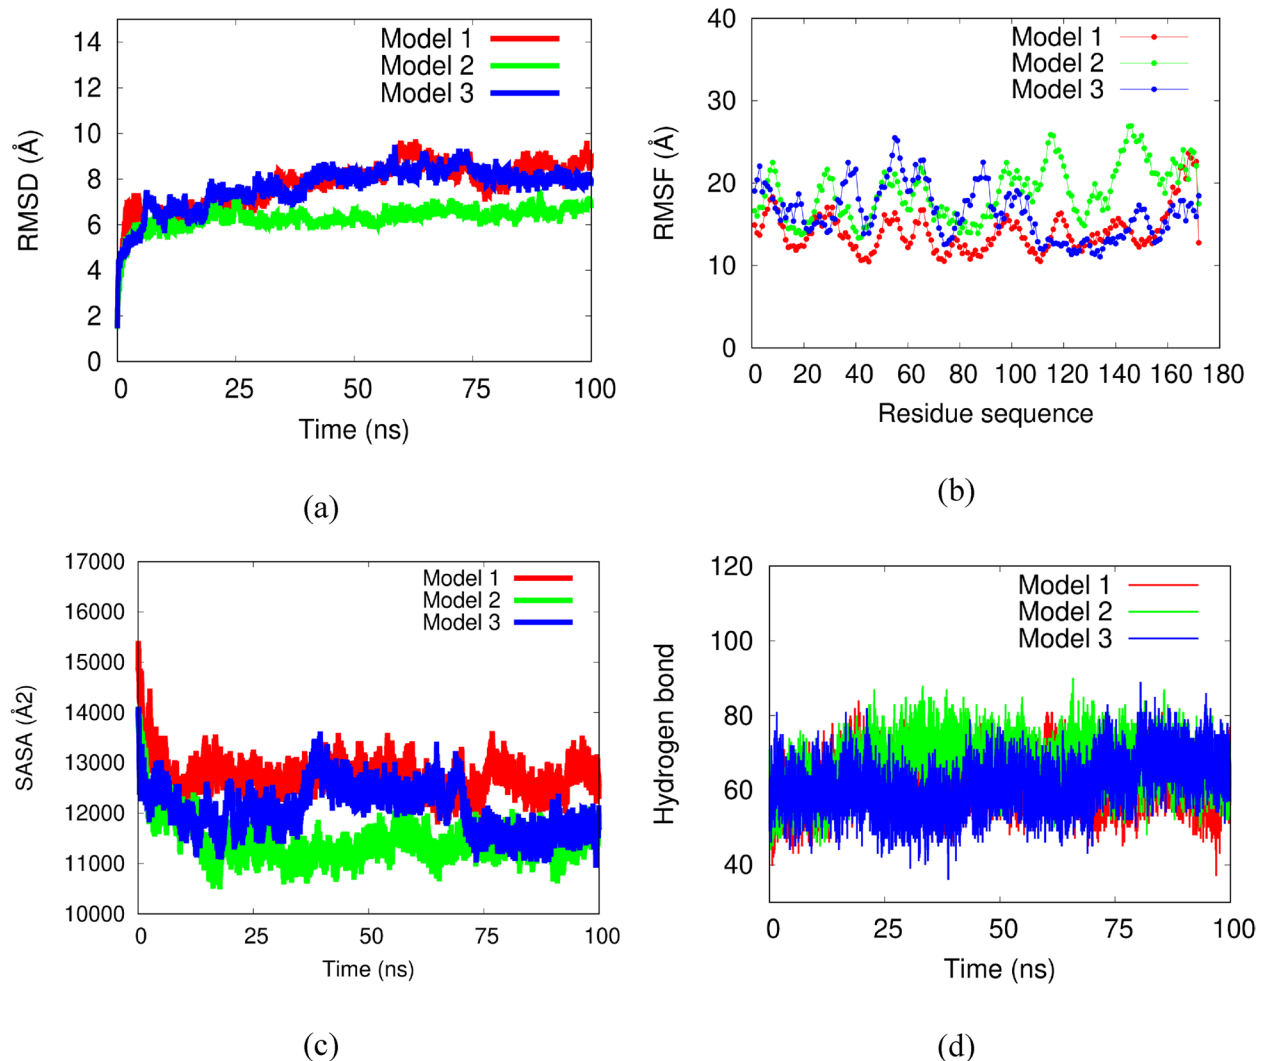 14
12
10
8
6
4
2
0
RMSD (Å)
Model 1
Model 2
Model 3
0 25 50 75 100
Time (ns)
(a)
40
30
20
10
0
RMSF (Å)
Model 1
Model 2
Model 3
0 20 40 60 80 100 120 140 160 180
Residue sequence
(b)
17000
16000
15000
14000
13000
12000
11000
10000
SASA (Å2)
Model 1
Model 2
Model 3
0 25 50 75 100
Time (ns)
(c)
120
100
80
60
40
Hydrogen bond
Model 1
Model 2
Model 3
0 25 50 75 100
Time (ns)
(d)